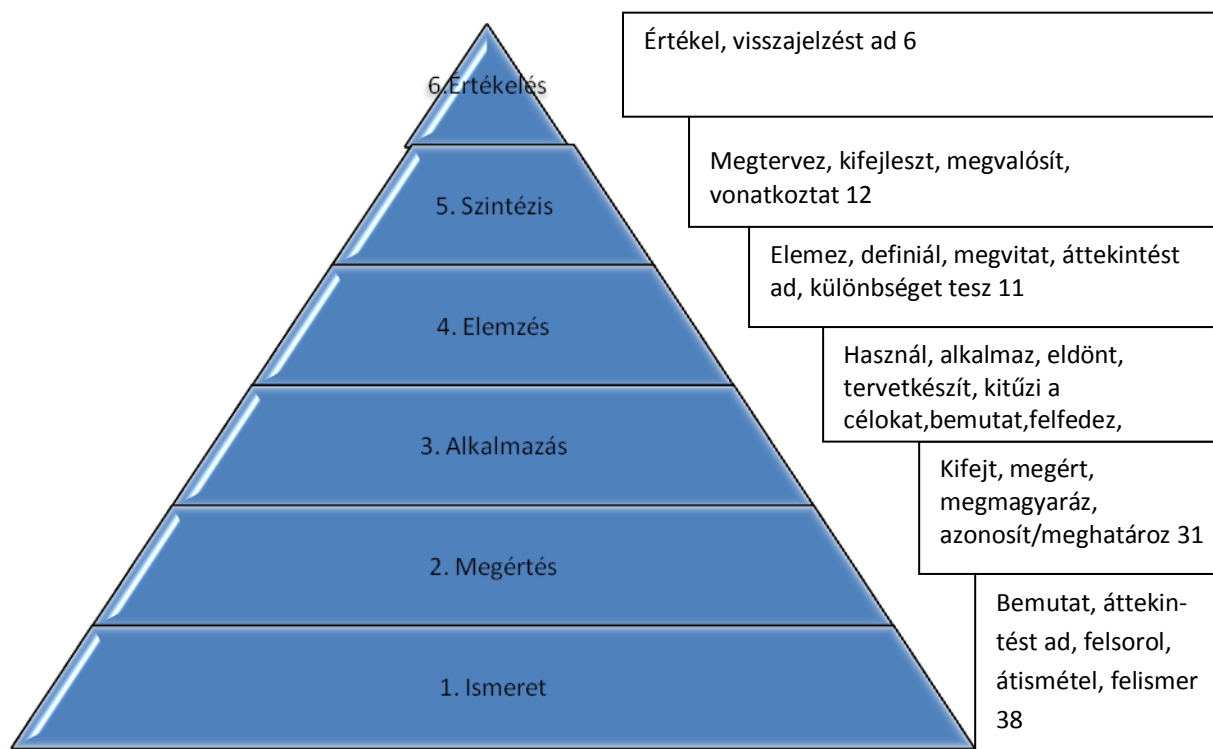 Értékel, visszajelzést ad 6
6.Értékelés
Megtervez, kifejleszt, megvalósít,
vonatkoztat 12
5. Szintézis
Elemez, definiál, megvitat, áttekintést
ad, különbséget tesz 11
4. Elemzés
Használ, alkalmaz, eldönt,
tervetkészít, kitűzi a
célokat,bemutat,felfedez,
3. Alkalmazás
Kifejt, megért,
megmagyaráz,
azonosít/meghatároz 31
2. Megértés
Bemutat, áttekin-
tést ad, felsorol,
átismétel, felismer
38
1. Ismeret